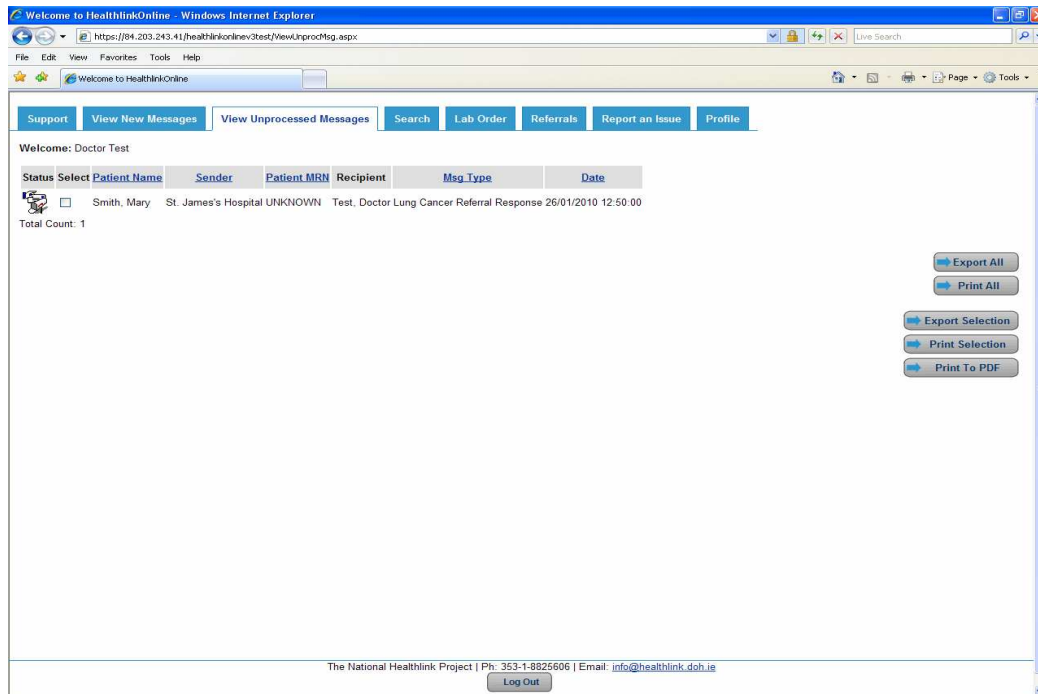 Welcome to HealthlinkOnline - Windows Internet Explorer
https://84.203.243.41/healthlinkonlinev3test/ViewUnprocMsg.aspx
Live Search
File Edit View Favorites Tools Help
Welcome to HealthlinkOnline
Page Tools
Support View New Messages View Unprocessed Messages Search Lab Order Referrals Report an Issue Profile
Welcome: Doctor Test
Status Select Patient Name Sender Patient MRN Recipient Msg Type Date
Smith, Mary St. James's Hospital UNKNOWN Test, Doctor Lung Cancer Referral Response 26/01/2010 12:50:00
Total Count: 1
Export All
Print All
Export Selection
Print Selection
Print To PDF
The National Healthlink Project | Ph: 353-1-8825606 | Email: info@healthlink.doh.ie
Log Out